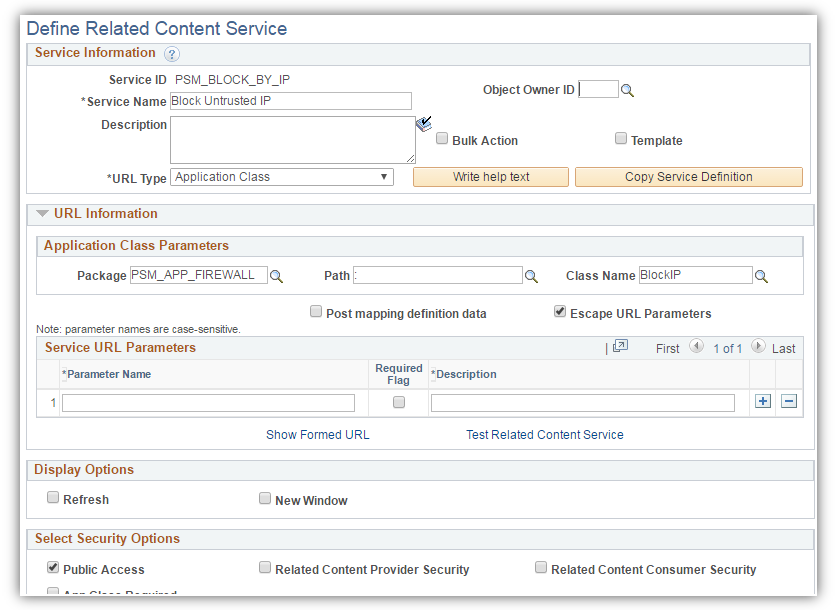 Define Related Content Service
Service Information ?
Service ID PSM_BLOCK_BY_IP
Object Owner ID
*Service Name Block Untrusted IP
Description
Bulk Action Template
*URL Type Application Class Write help text Copy Service Definition
URL Information
Application Class Parameters
Package PSM_APP_FIREWALL Path : Class Name BlockIP
Post mapping definition data Escape URL Parameters
Note: parameter names are case-sensitive.
Service URL Parameters | First 1 of 1 Last
*Parameter Name Required Flag *Description
1
Show Formed URL Test Related Content Service
Display Options
Refresh New Window
Select Security Options
Public Access Related Content Provider Security Related Content Consumer Security
App Class Required